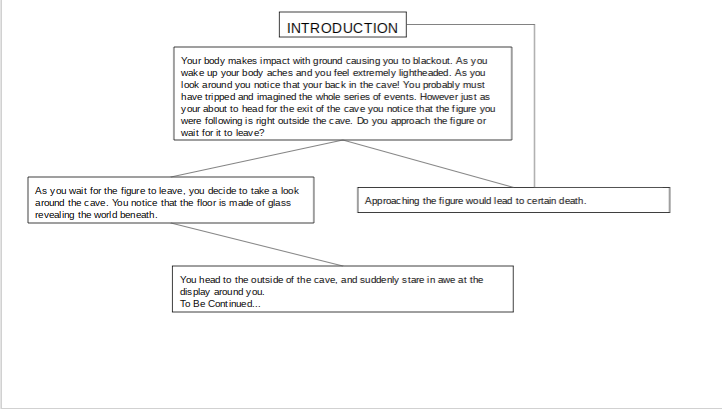 INTRODUCTION
Your body makes impact with ground causing you to blackout. As you
wake up your body aches and you feel extremely lightheaded. As you
look around you notice that your back in the cave! You probably must
have tripped and imagined the whole series of events. However just as
your about to head for the exit of the cave you notice that the figure you
were following is right outside the cave. Do you approach the figure or
wait for it to leave?
As you wait for the figure to leave, you decide to take a look
around the cave. You notice that the floor is made of glass
revealing the world beneath.
Approaching the figure would lead to certain death.
You head to the outside of the cave, and suddenly stare in awe at the
display around you.
To Be Continued...